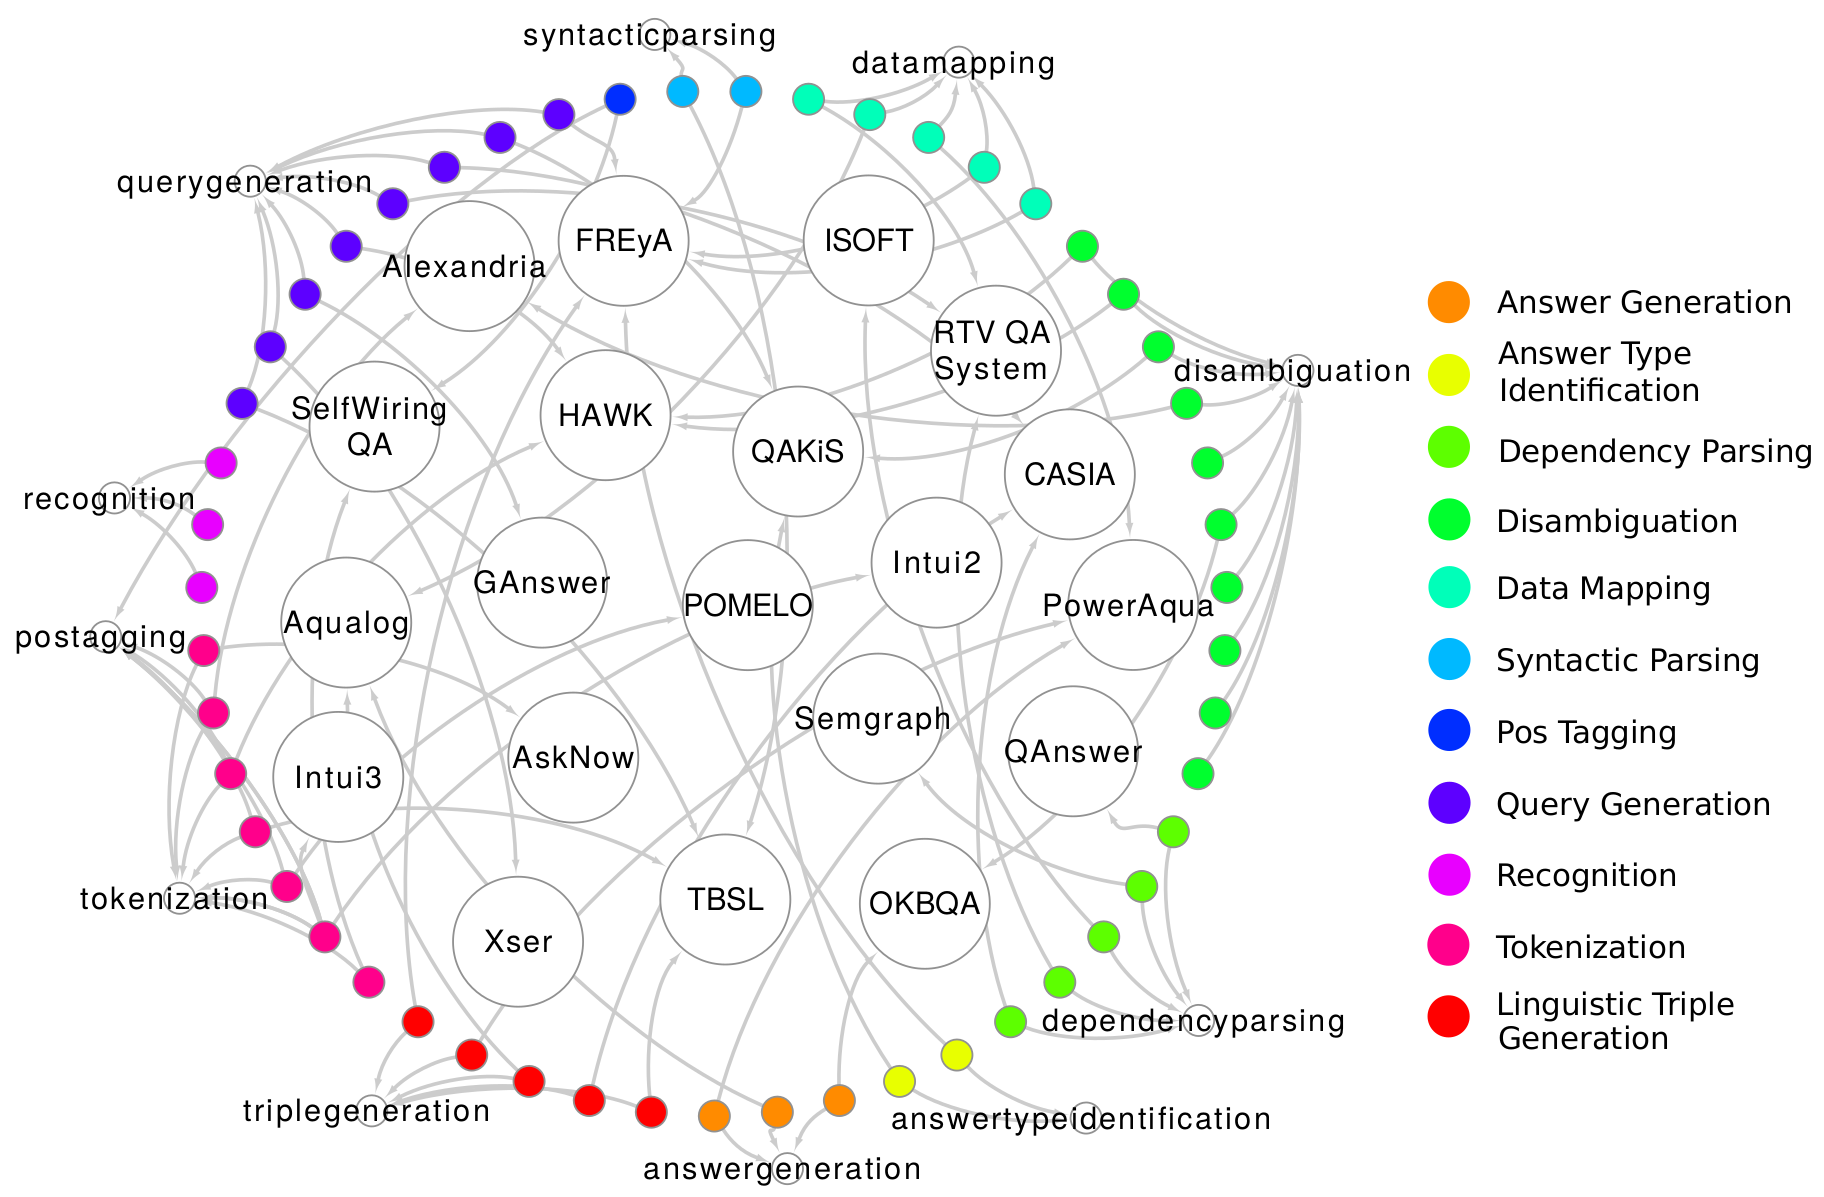 syntacticparsing
datamapping
querygeneration
FREyA
ISOFT
Alexandria
RTV QA
System
disambiguation
SelfWiring
QA
HAWK
QAKiS
CASIA
recognition
Intui2
GAnswer
POMELO
PowerAqua
Aqualog
postagging
Semgraph
QAnswer
AskNow
Intui3
tokenization
TBSL
OKBQA
Xser
dependencyparsing
triplegeneration
answertypeidentification
answergeneration
Answer Generation
Answer Type
Identification
Dependency Parsing
Disambiguation
Data Mapping
Syntactic Parsing
Pos Tagging
Query Generation
Recognition
Tokenization
Linguistic Triple
Generation